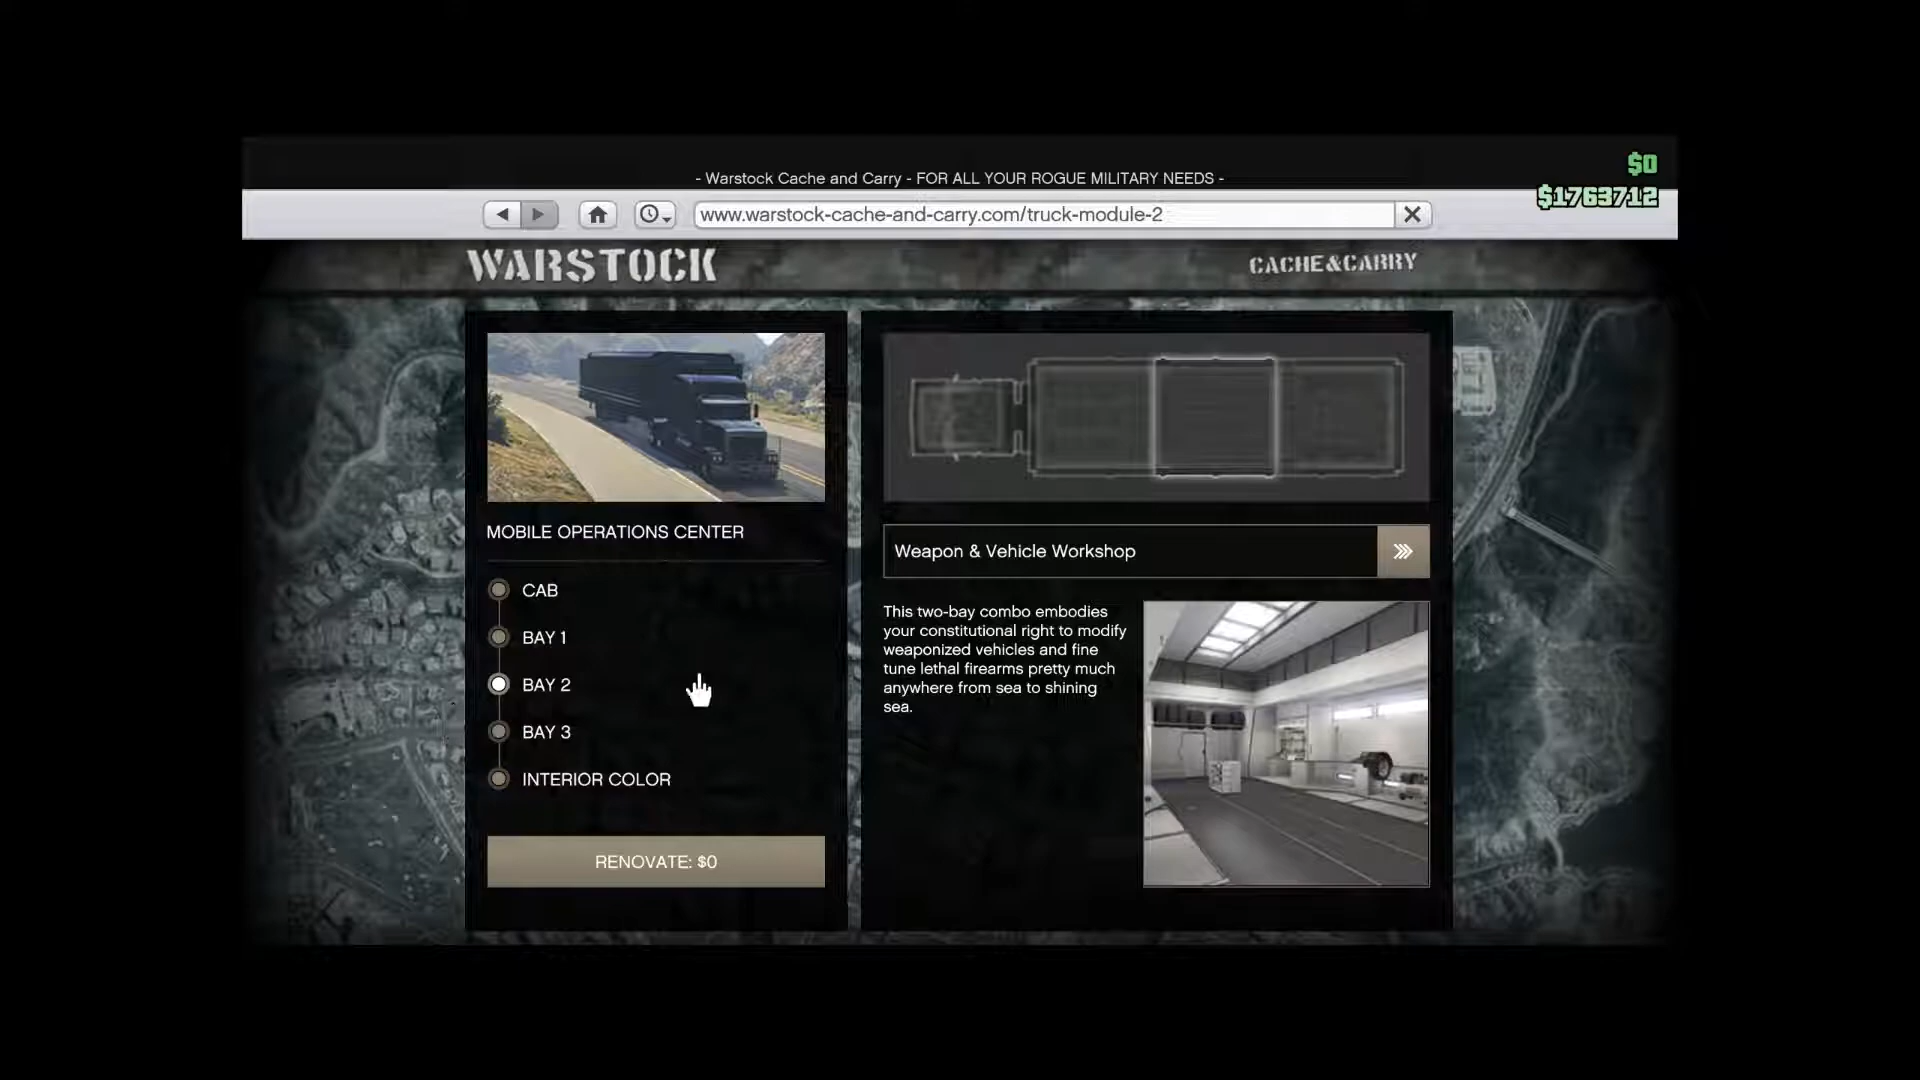 - Warstock Cache and Carry - FOR ALL YOUR ROGUE MILITARY NEEDS -
$0
$1763712
www.warstock-cache-and-carry.com/truck-module-2
WARSTOCK
CACHE&CARRY
MOBILE OPERATIONS CENTER
CAB
BAY 1
BAY 2
BAY 3
INTERIOR COLOR
RENOVATE: $0
Weapon & Vehicle Workshop
This two-bay combo embodies
your constitutional right to modify
weaponized vehicles and fine
tune lethal firearms pretty much
anywhere from sea to shining
sea.